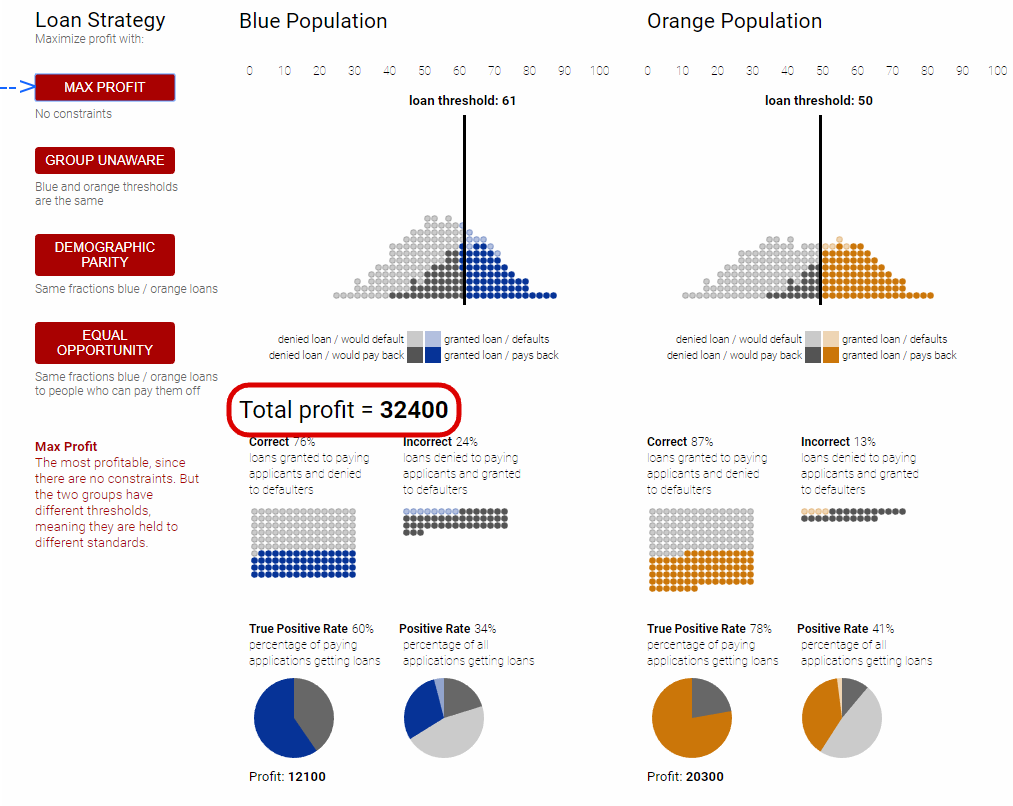 Loan Strategy
Maximize profit with:
MAX PROFIT
No constraints
GROUP UNAWARE
Blue and orange thresholds
are the same
DEMOGRAPHIC
PARITY
Same fractions blue / orange loans
EQUAL
OPPORTUNITY
Same fractions blue / orange loans
to people who can pay them off
Max Profit
The most profitable, since
there are no constraints. But
the two groups have
different thresholds,
meaning they are held to
different standards.
Blue Population
0 10 20 30 40 50 60 70 80 90 100
loan threshold: 61
denied loan / would default
granted loan / defaults
denied loan / would pay back
granted loan / pays back
Total profit = 32400
Correct 76%
loans granted to paying
applicants and denied
to defaulters
Incorrect 24%
loans denied to paying
applicants and granted
to defaulters
True Positive Rate 60%
percentage of paying
applications getting loans
Positive Rate 34%
percentage of all
applications getting loans
Profit: 12100
Orange Population
0 10 20 30 40 50 60 70 80 90 100
loan threshold: 50
denied loan / would default
granted loan / defaults
denied loan / would pay back
granted loan / pays back
Correct 87%
loans granted to paying
applicants and denied
to defaulters
Incorrect 13%
loans denied to paying
applicants and granted
to defaulters
True Positive Rate 78%
percentage of paying
applications getting loans
Positive Rate 41%
percentage of all
applications getting loans
Profit: 20300